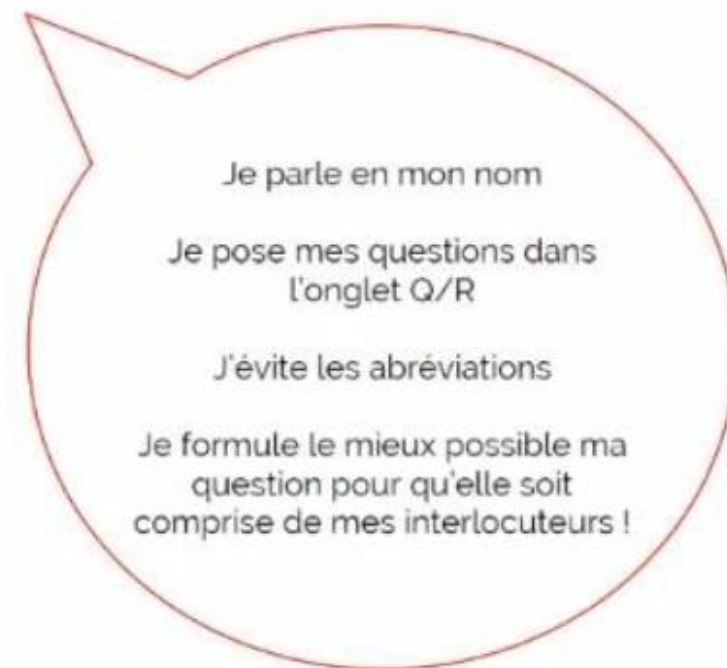 Je parle en mon nom
Je pose mes questions dans
l'onglet Q/R
J'évite les abréviations
Je formule le mieux possible ma
question pour qu'elle soit
comprise de mes interlocuteurs !